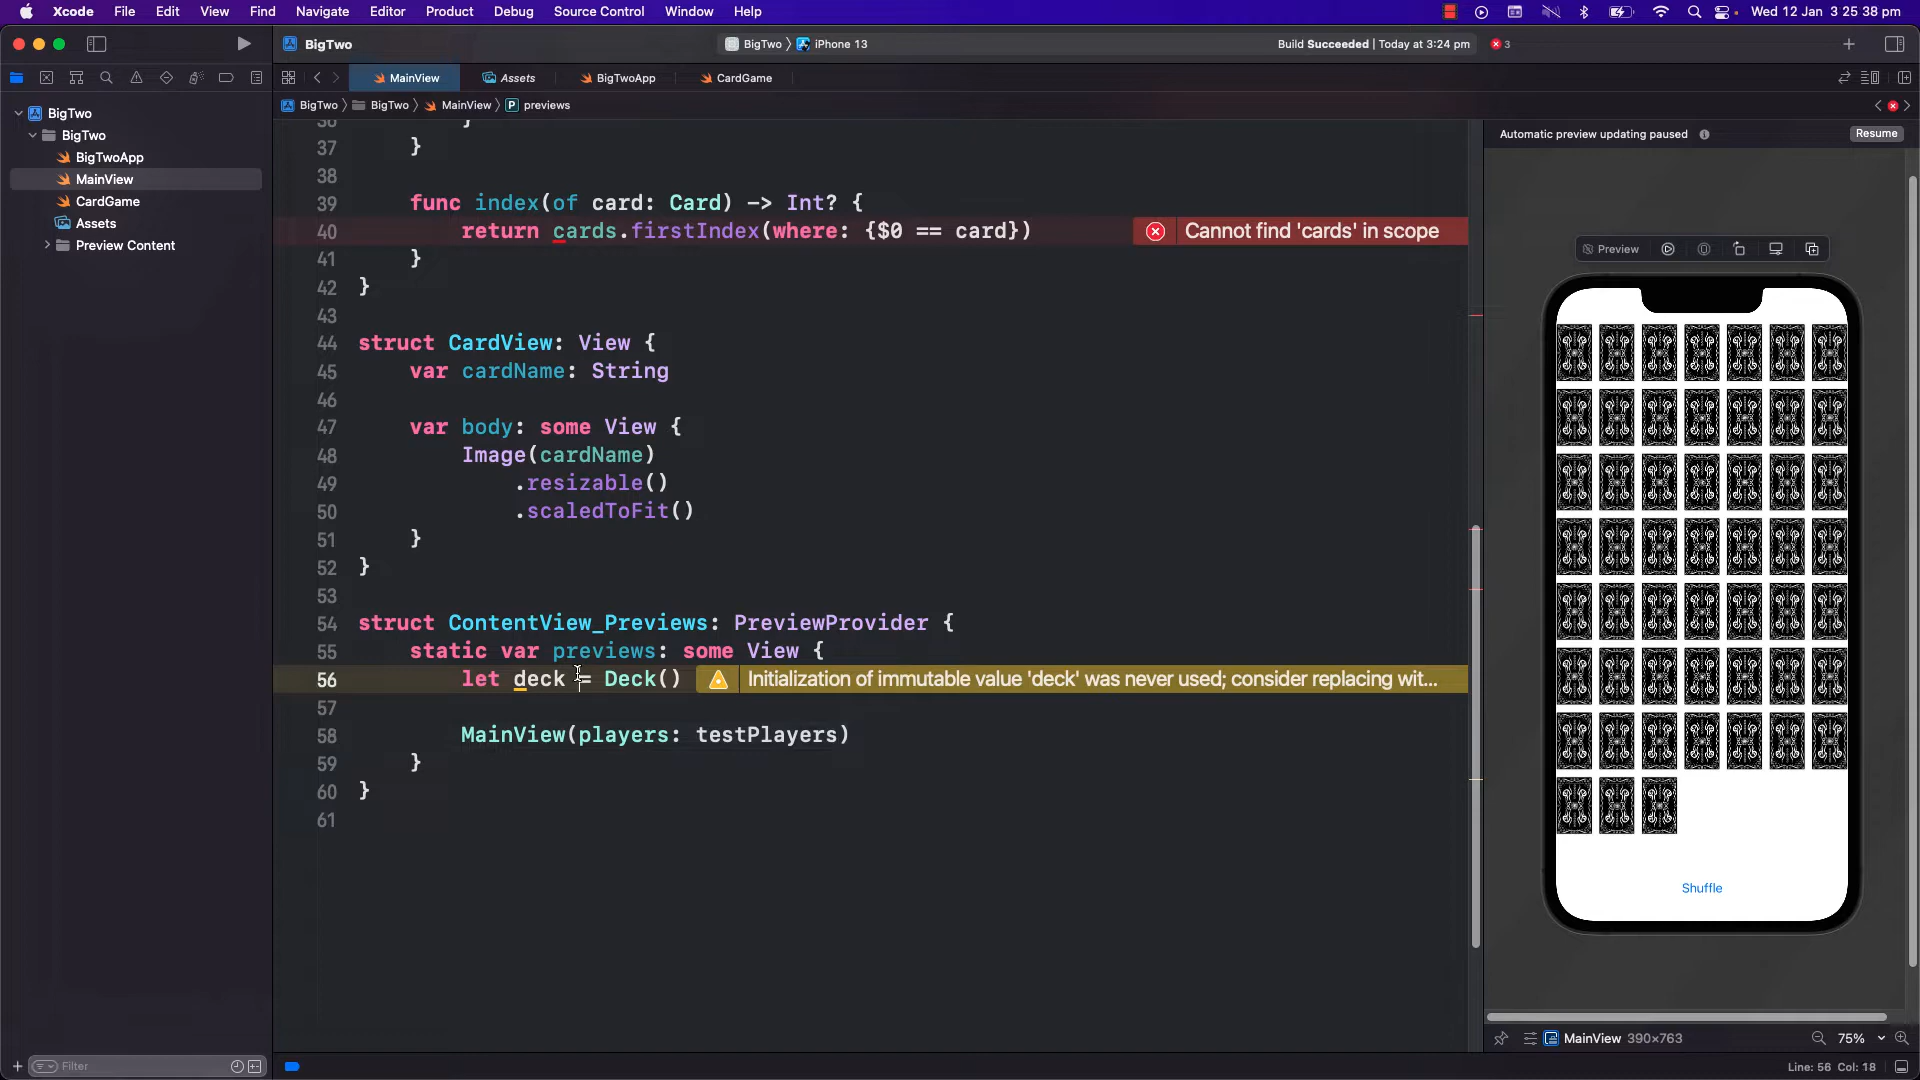 Xcode File Edit View Find Navigate Editor Product Debug Source Control Window Help Wed 12 Jan 3 25 38 pm
BigTwo BigTwo 〉 iPhone 13 Build Succeeded | Today at 3:24 pm 3
MainView Assets BigTwoApp CardGame
BigTwo 〉 BigTwo 〉 MainView 〉 P previews
BigTwo
BigTwo
BigTwoApp
MainView
CardGame
Assets
Preview Content
36 }
37 }
38
39 func index(of card: Card) -> Int? {
40 return cards.firstIndex(where: {$0 == card}) Cannot find 'cards' in scope
41 }
42 }
43
44 struct CardView: View {
45 var cardName: String
46
47 var body: some View {
48 Image(cardName)
49 .resizable()
50 .scaledToFit()
51 }
52 }
53
54 struct ContentView_Previews: PreviewProvider {
55 static var previews: some View {
56 let deck = Deck() Initialization of immutable value 'deck' was never used; consider replacing wit...
57
58 MainView(players: testPlayers)
59 }
60 }
61
Automatic preview updating paused Resume
Preview
Shuffle
MainView 390×763 75%
Filter
Line: 56 Col: 18